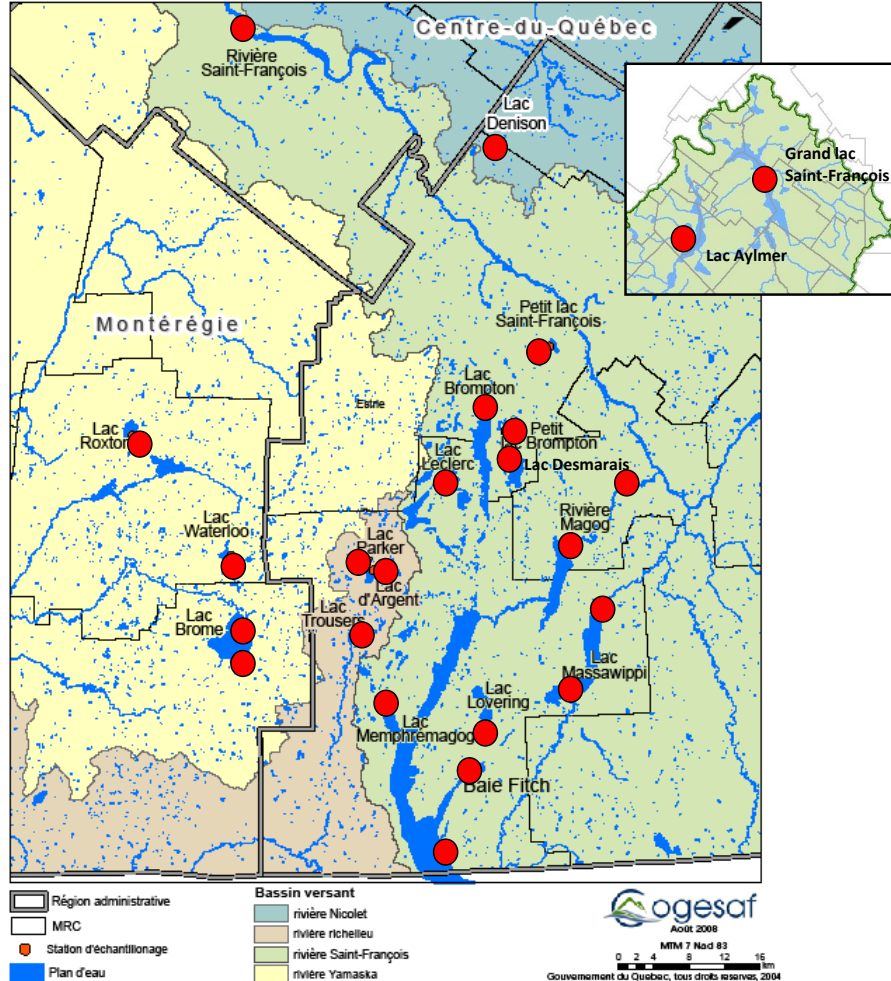 Centre-du-Québec
Rivière
Saint-François
Lac
Denison
Grand lac
Saint-François
Lac Aylmer
Montérégie
Petit lac
Saint-François
Lac
Brompton
Estrie
Lac
Roxton
Petit
Brompton
Lac
Leclerc
Lac Desmarais
Rivière
Magog
Lac
Waterloo
Lac
Parker
Lac
d'Argent
Lac
Trousers
Lac
Brome
Lac
Massawippi
Lac
Lovering
Lac
Memphrémagog
Baie Fitch
Région administrative
MRC
Station d'échantillonage
Plan d'eau
Bassin versant
rivière Nicolet
rivière richelieu
rivière Saint-François
rivière Yamaska
Cogesaf
Août 2008
MTM 7 Nad 83
0 2 4 8 12 16
km
Gouvernement du Québec, tous droits réservés, 2004